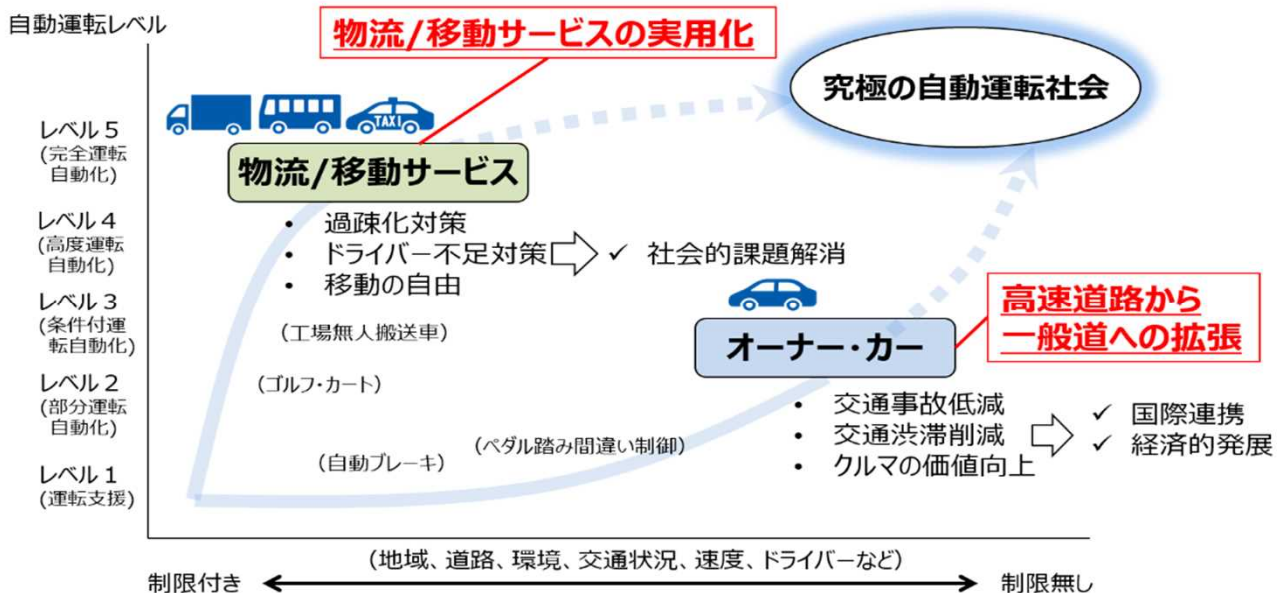 自動運転レベル
物流/移動サービスの実用化
究極の自動運転社会
TAXI
レベル5
(完全運転
自動化)
物流/移動サービス
レベル4
(高度運転
自動化)
• 過疎化対策
• ドライバー不足対策
• 移動の自由
✓ 社会的課題解消
レベル3
(条件付運
転自動化)
(工場無人搬送車)
オーナー・カー
高速道路から
一般道への拡張
レベル2
(部分運転
自動化)
(ゴルフ・カート)
• 交通事故低減
• 交通渋滞削減
• クルマの価値向上
✓ 国際連携
✓ 経済的発展
レベル1
(運転支援)
(自動ブレーキ)
(ペダル踏み間違い制御)
(地域、道路、環境、交通状況、速度、ドライバーなど)
制限付き
制限無し